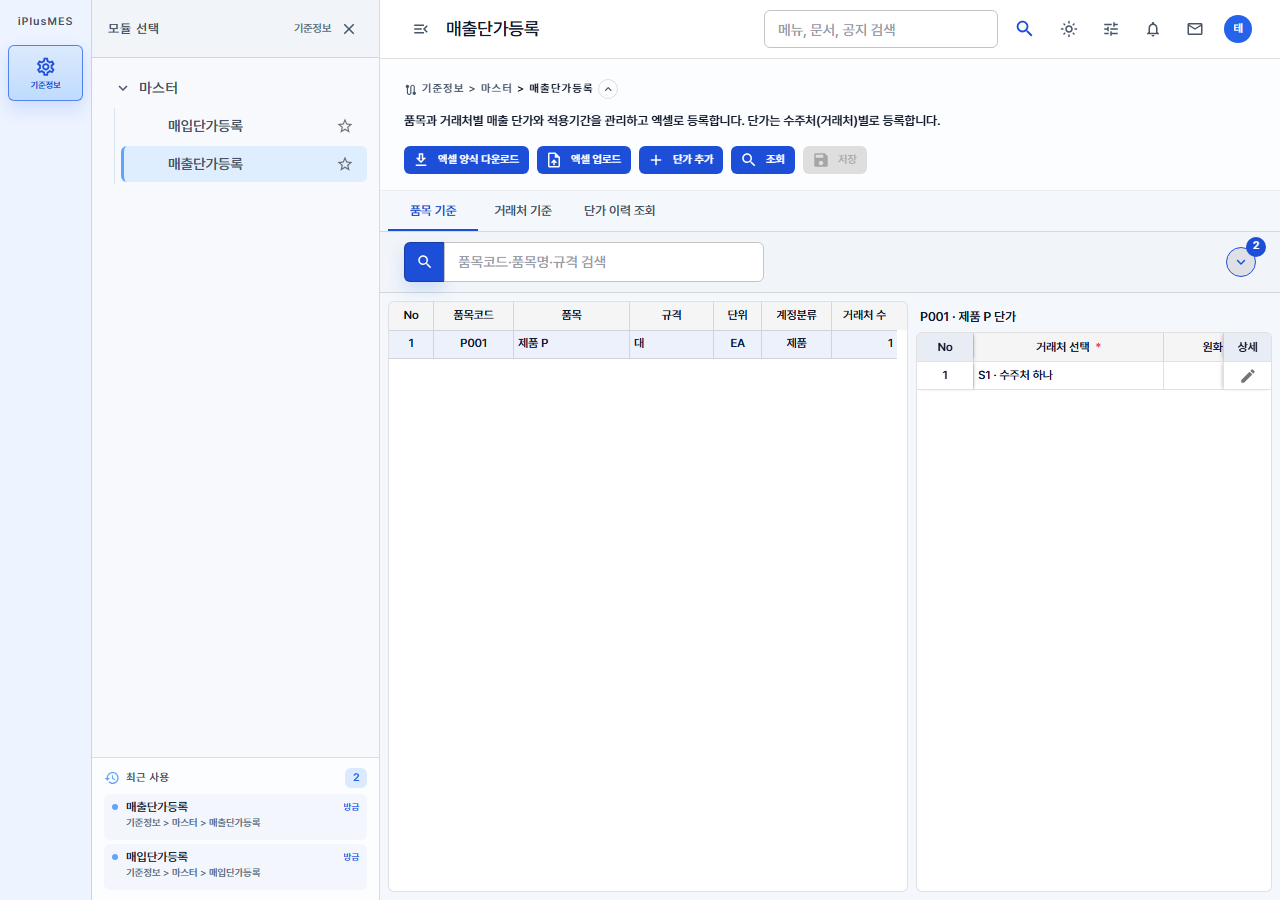 iPlusMES
기준정보
모듈 선택
기준정보
마스터
매입단가등록
매출단가등록
최근 사용
2
매출단가등록
방금
기준정보 > 마스터 > 매출단가등록
매입단가등록
방금
기준정보 > 마스터 > 매입단가등록
매출단가등록
메뉴, 문서, 공지 검색
테
기준정보 > 마스터 > 매출단가등록
품목과 거래처별 매출 단가와 적용기간을 관리하고 엑셀로 등록합니다. 단가는 수주처(거래처)별로 등록합니다.
엑셀 양식 다운로드
엑셀 업로드
단가 추가
조회
저장
품목 기준
거래처 기준
단가 이력 조회
품목코드·품목명·규격 검색
2
No 품목코드 품목 규격 단위 계정분류 거래처 수
1 P001 제품 P 대 EA 제품 1
P001 · 제품 P 단가
No 거래처 선택 * 원화 상세
1 S1 · 수주처 하나